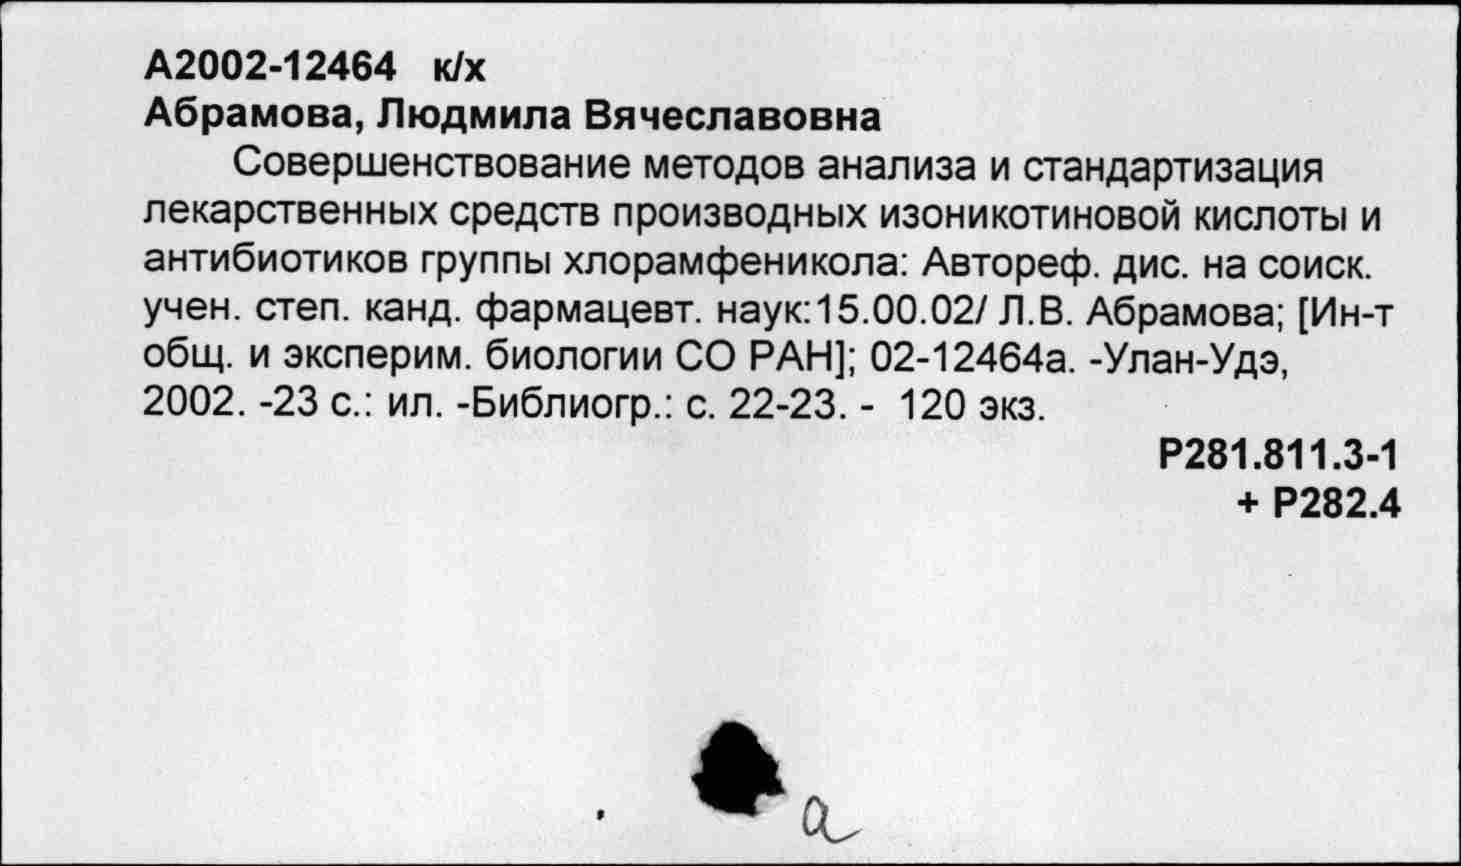 А2002-12464 к/х
Абрамова, Людмила Вячеславовна
Совершенствование методов анализа и стандартизация
лекарственных средств производных изоникотиновой кислоты и
антибиотиков группы хлорамфеникола: Автореф. дис. на соиск.
учен. степ. канд. фармацевт. наук:15.00.02/ Л.В. Абрамова; [Ин-т
общ. и эксперим. биологии СО РАН]; 02-12464а. -Улан-Удэ,
2002. -23 с.: ил. -Библиогр.: с. 22-23. - 120 экз.
Р281.811.3-1
+ Р282.4
а